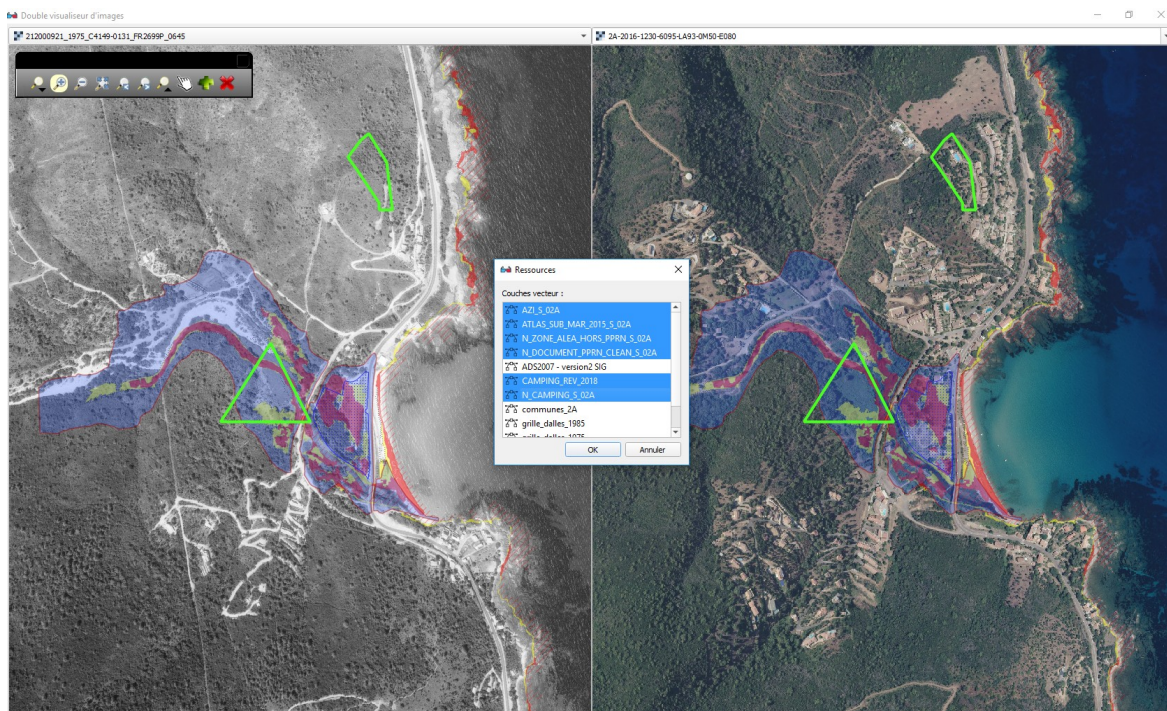 Double visualiseur d'images
212000921_1975_C4149-0131_FR2699P_0645
2A-2016-1230-6095-LA93-0M50-E080
Ressources
Couches vecteur :
AZI_S_02A
ATLAS_SUB_MAR_2015_S_02A
N_ZONE_ALEA_HORS_PPRN_S_02A
N_DOCUMENT_PPRN_CLEAN_S_02A
ADS2007 - version2 SIG
CAMPING_REV_2018
N_CAMPING_S_02A
communes_2A
grille_dalles_1985
grille_dalles_1975
OK
Annuler